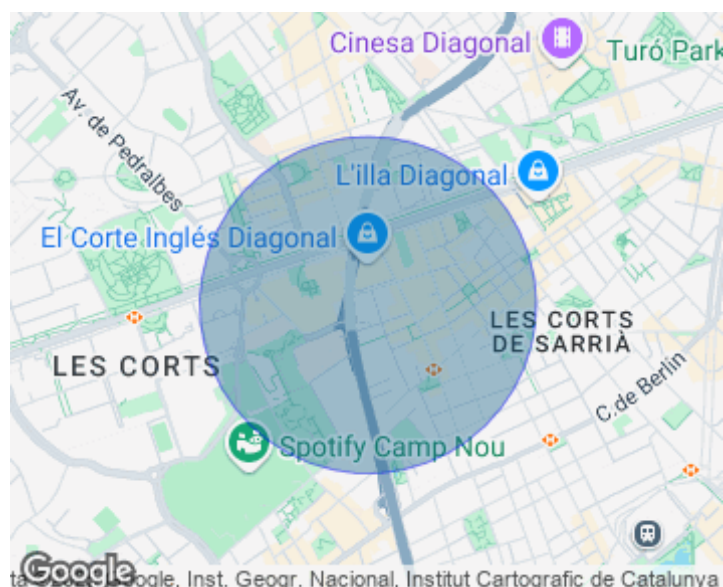 Cinesa Diagonal
Turó Park
Av. de Pedralbes
L'illa Diagonal
El Corte Inglés Diagonal
LES CORTS
DE SARRIÀ
LES CORTS
C. de Berlin
Spotify Camp Nou
Google
Google, Inst. Geogr. Nacional, Institut Cartografic de Catalunya